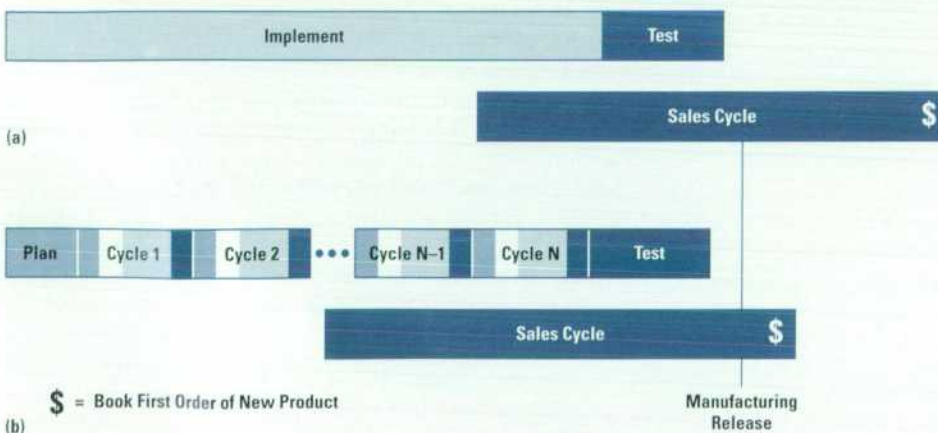 Implement Test
Sales Cycle $
(a)
Plan Cycle 1 Cycle 2 ••• Cycle N–1 Cycle N Test
Sales Cycle $
$ = Book First Order of New Product
Manufacturing
Release
(b)